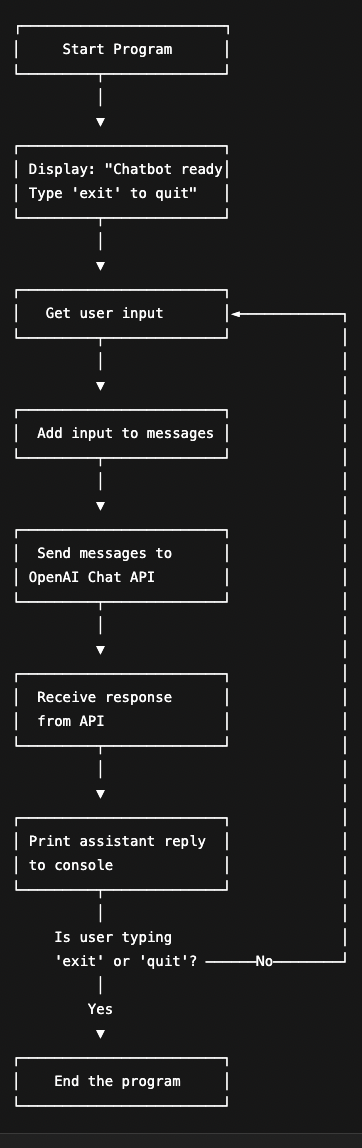 Start Program
Display: "Chatbot ready
Type 'exit' to quit"
Get user input
Add input to messages
Send messages to
OpenAI Chat API
Receive response
from API
Print assistant reply
to console
Is user typing
'exit' or 'quit'? No
Yes
End the program